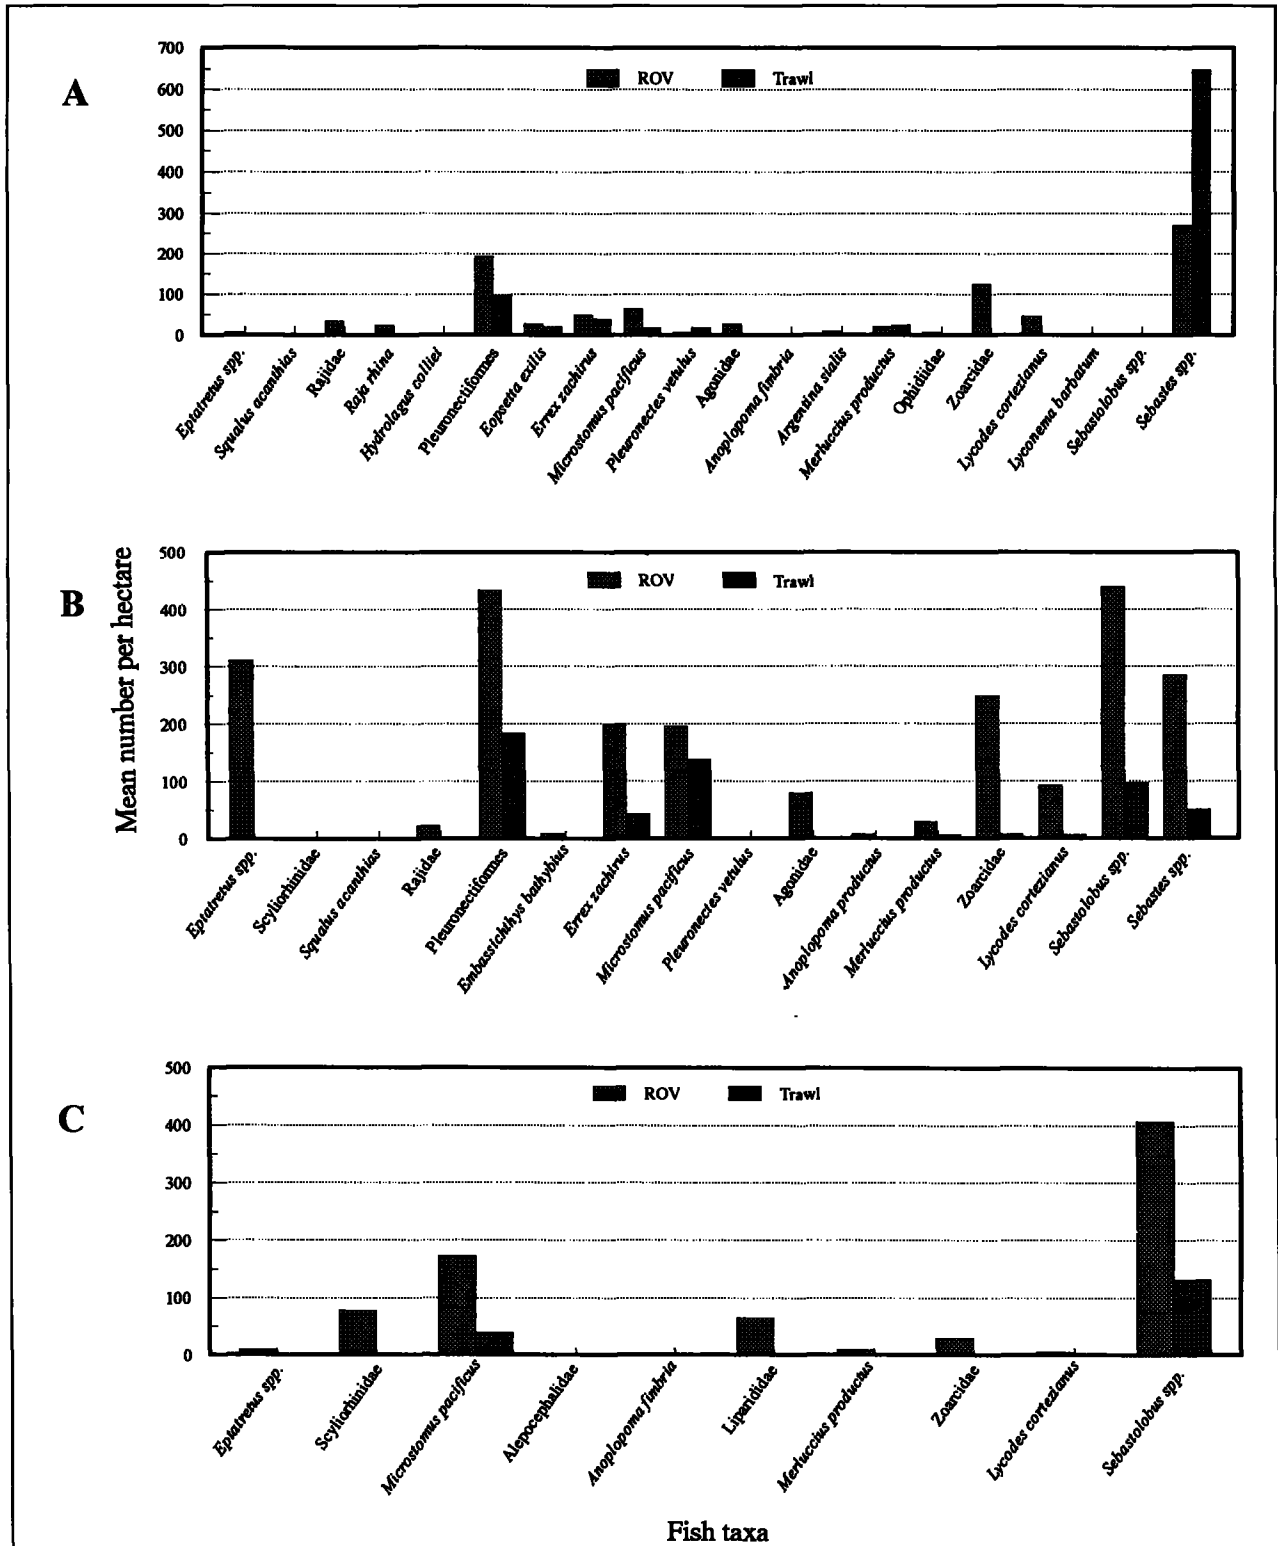 A
700
600
500
400
300
200
100
0
ROV
Trawl
Eptatretus spp.
Squalus acanthias
Rajidae
Raja rhina
Hydrolagus colliei
Pleuronectiformes
Eopsetta exilis
Errex zachirus
Microstomus pacificus
Pleuronectes vetulus
Agonidae
Anoplopoma fimbria
Argentina sialis
Merluccius productus
Ophidiidae
Zoarcidae
Lycodes cortezianus
Lyconema barbatum
Sebastolobus spp.
Sebastes spp.
Mean number per hectare
B
500
400
300
200
100
0
ROV
Trawl
Eptatretus spp.
Scyliorhinidae
Squalus acanthias
Rajidae
Pleuronectiformes
Embassichthys bathybius
Errex zachirus
Microstomus pacificus
Pleuronectes vetulus
Agonidae
Anoplopoma productus
Merluccius productus
Zoarcidae
Lycodes cortezianus
Sebastolobus spp.
Sebastes spp.
C
500
400
300
200
100
0
ROV
Trawl
Eptatretus spp.
Scyliorhinidae
Microstomus pacificus
Alepocephalidae
Anoplopoma fimbria
Liparididae
Merluccius productus
Zoarcidae
Lycodes cortezianus
Sebastolobus spp.
Fish taxa